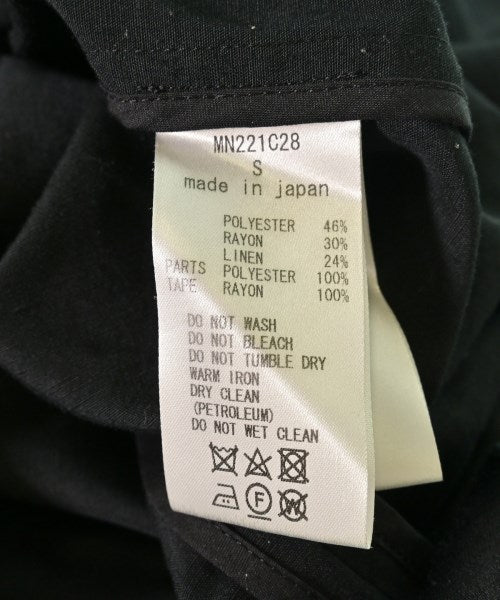 MN221C28
S
made in japan
POLYESTER 46%
RAYON 30%
LINEN 24%
PARTS POLYESTER 100%
TAPE RAYON 100%
DO NOT WASH
DO NOT BLEACH
DO NOT TUMBLE DRY
WARM IRON
DRY CLEAN
(PETROLEUM)
DO NOT WET CLEAN
F W